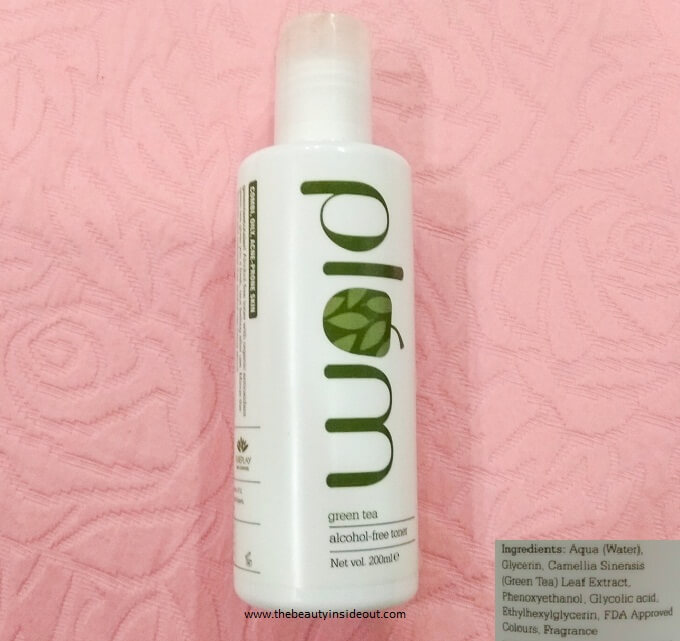 plum
green tea
alcohol-free toner
Net vol. 200ml e
COMBI, OILY, ACNE-PRONE SKIN
Ingredients: Aqua (Water),
Glycerin, Camellia Sinensis
(Green Tea) Leaf Extract,
Phenoxyethanol, Glycolic acid,
Ethylhexylglycerin, FDA Approved
Colours, Fragrance
www.thebeautyinsideout.com